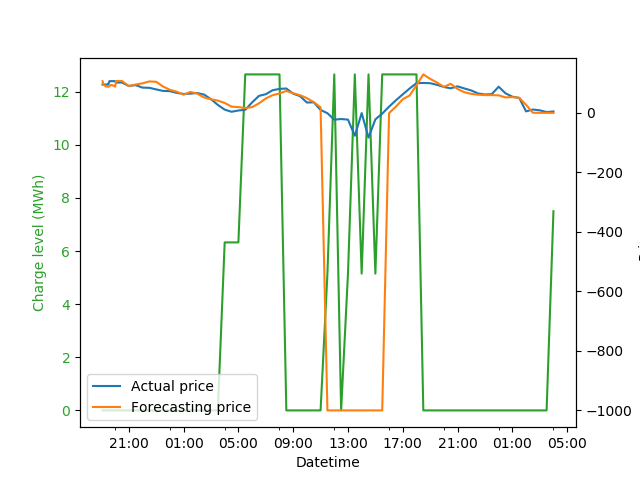 12
10
8
6
4
2
0
Charge level (MWh)
0
−200
−400
−600
−800
−1000
Actual price
Forecasting price
21:00 01:00 05:00 09:00 13:00 17:00 21:00 01:00 05:00
Datetime